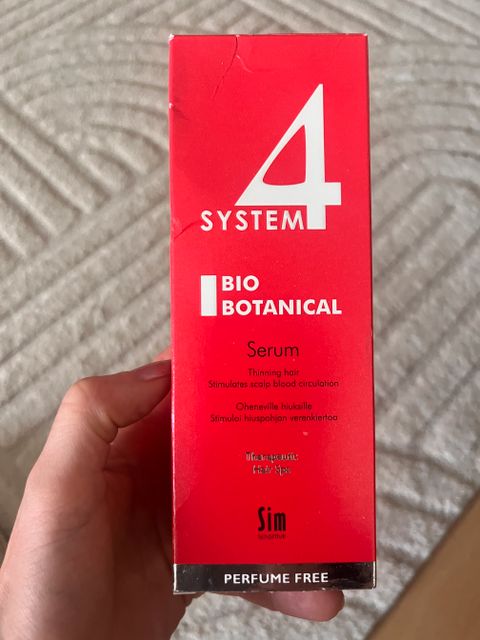 4
SYSTEM
BIO
BOTANICAL
Serum
Thinning hair
Stimulates scalp blood circulation
Oheneville hiuksille
Stimuloi hiuspohjan verenkiertoa
Therapeutic
Hair Spa
Sim
sensitive
PERFUME FREE